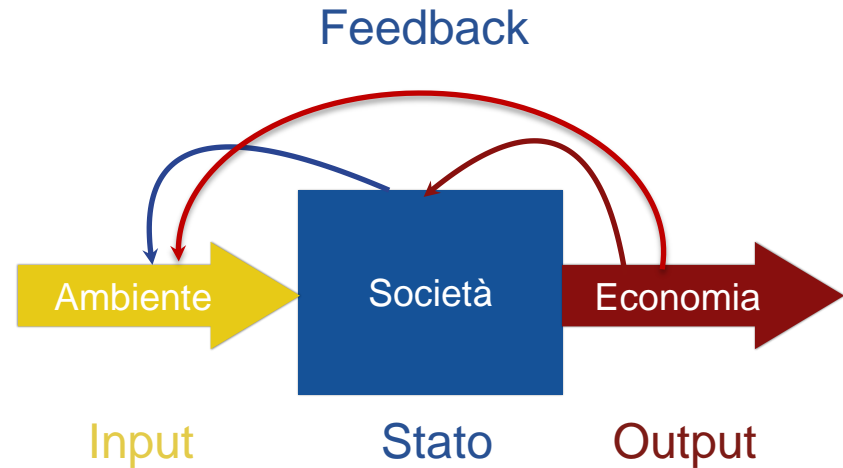 Feedback
Ambiente
Società
Economia
Input
Stato
Output